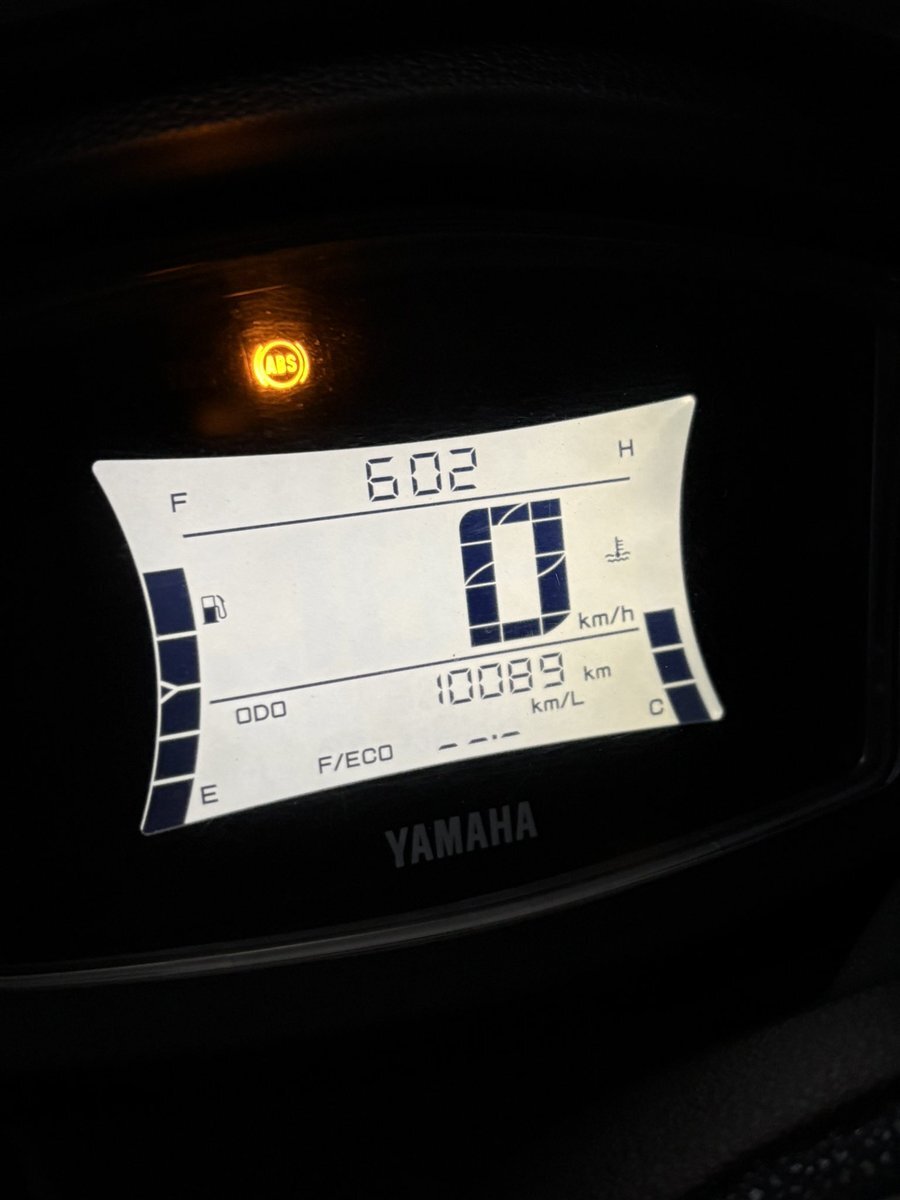 ABS
F 602 H
0 km/h
ODO 10089 km
km/L
F/ECO
E C
YAMAHA